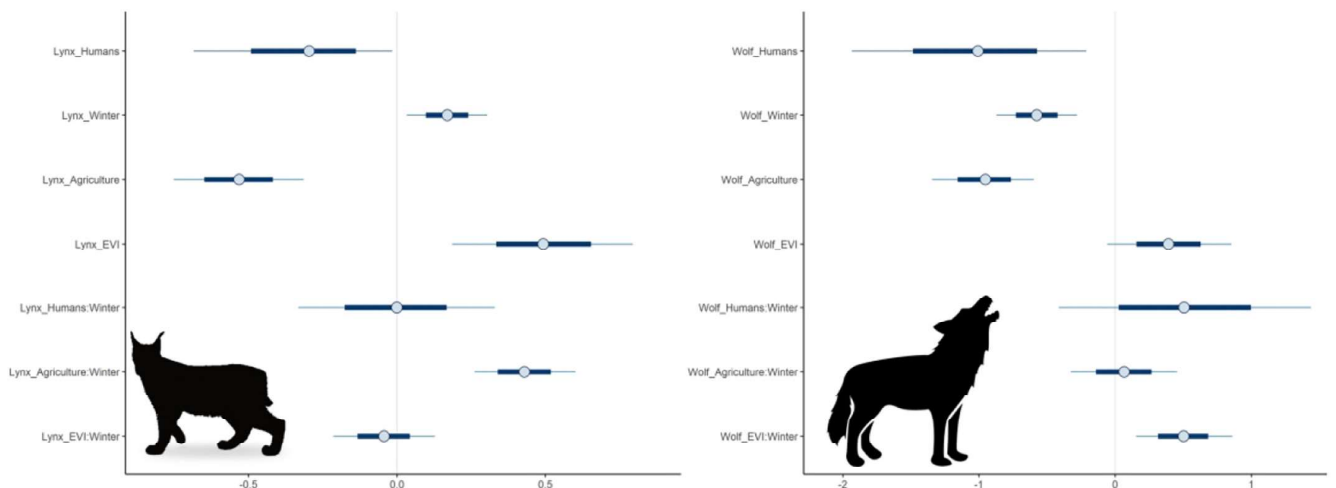 Lynx_Humans
Lynx_Winter
Lynx_Agriculture
Lynx_EVI
Lynx_Humans:Winter
Lynx_Agriculture:Winter
Lynx_EVI:Winter
-0.5
0.0
0.5
Wolf_Humans
Wolf_Winter
Wolf_Agriculture
Wolf_EVI
Wolf_Humans:Winter
Wolf_Agriculture:Winter
Wolf_EVI:Winter
-2
-1
0
1